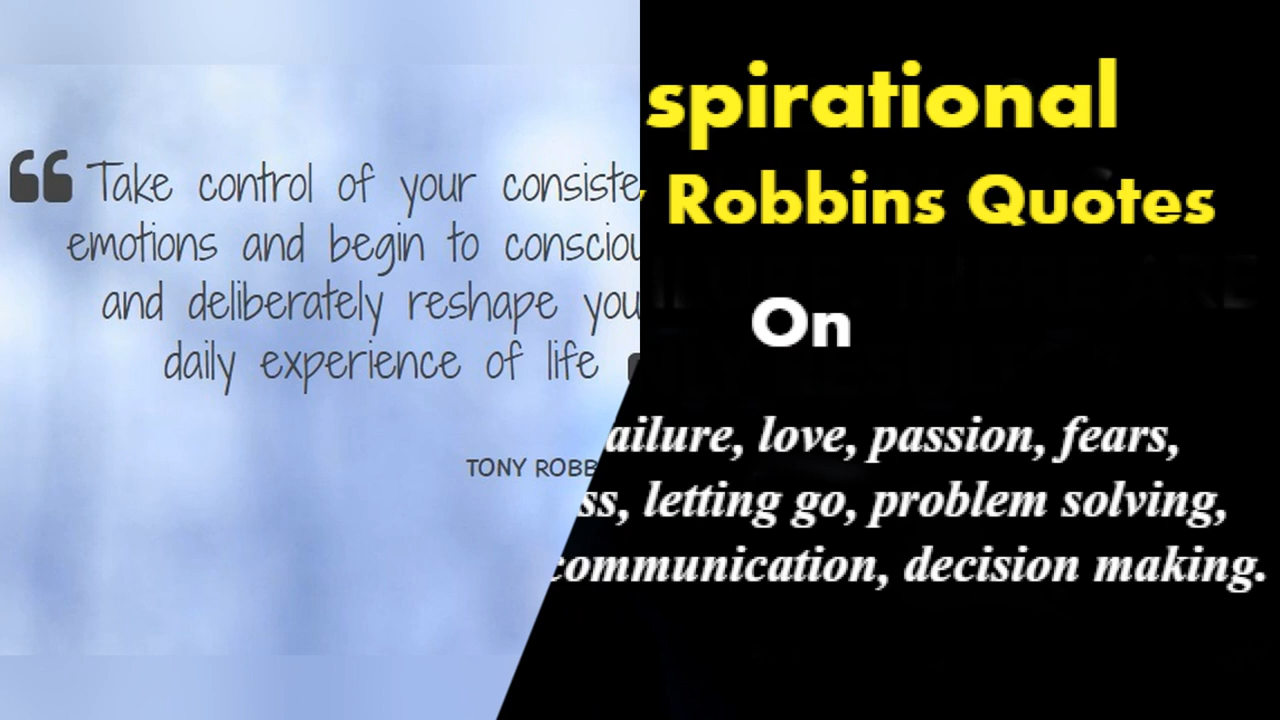 “ Take control of your consiste
emotions and begin to consciou
and deliberately reshape you
daily experience of life
TONY ROBB
spirational
Robbins Quotes
On
ailure, love, passion, fears,
ss, letting go, problem solving,
communication, decision making.